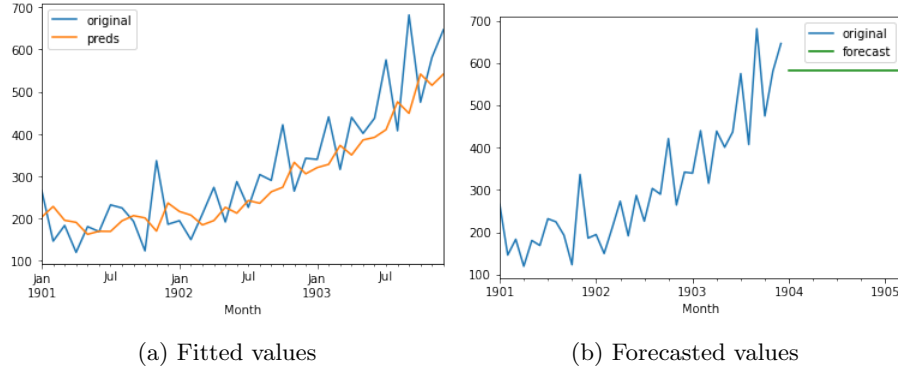 700
600
500
400
300
200
100
original
preds
Jan
1901
Jul
Jan
1902
Jul
Jan
1903
Jul
Month
(a) Fitted values
700
600
500
400
300
200
100
original
forecast
1901
1902
1903
1904
1905
Month
(b) Forecasted values